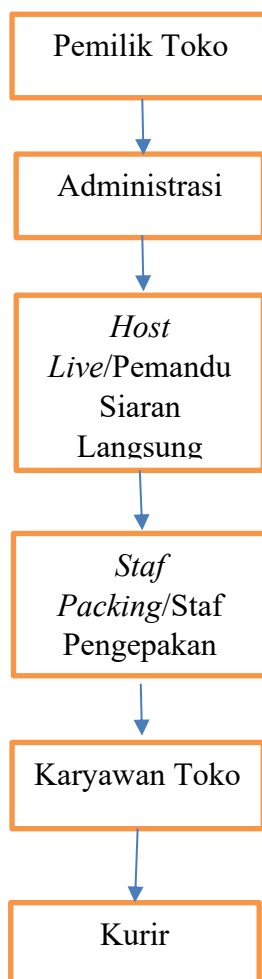 Pemilik Toko
Administrasi
Host
Live/Pemandu
Siaran
Langsung
Staf
Packing/Staf
Pengepakan
Karyawan Toko
Kurir